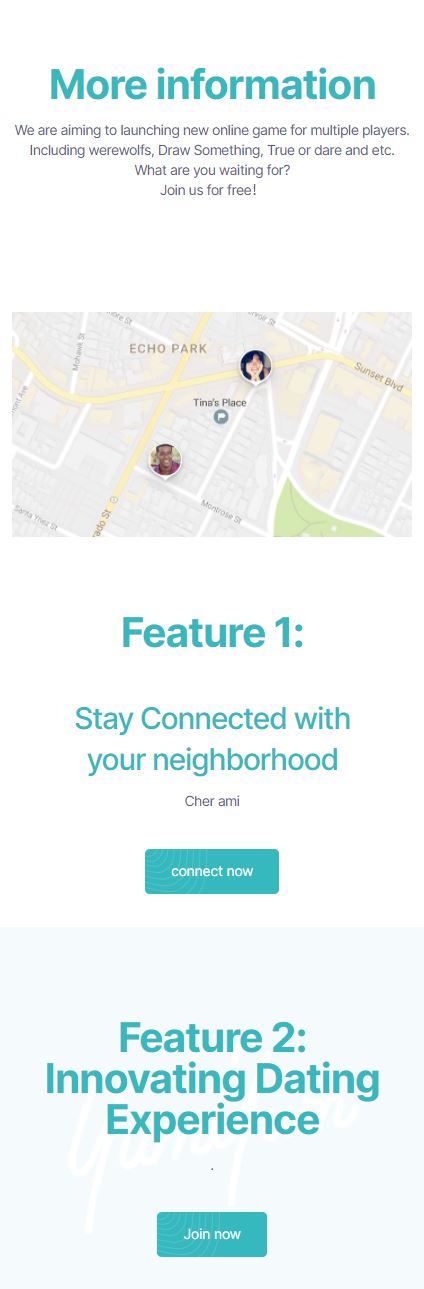 More information
We are aiming to launching new online game for multiple players.
Including werewolfs, Draw Something, True or dare and etc.
What are you waiting for?
Join us for free!
ECHO PARK
Mohawk St
Sunset Blvd
Tina's Place
Santa Ynez St
Montrose St
Feature 1:
Stay Connected with
your neighborhood
Cher ami
connect now
Feature 2:
Innovating Dating
Experience
.
Join now